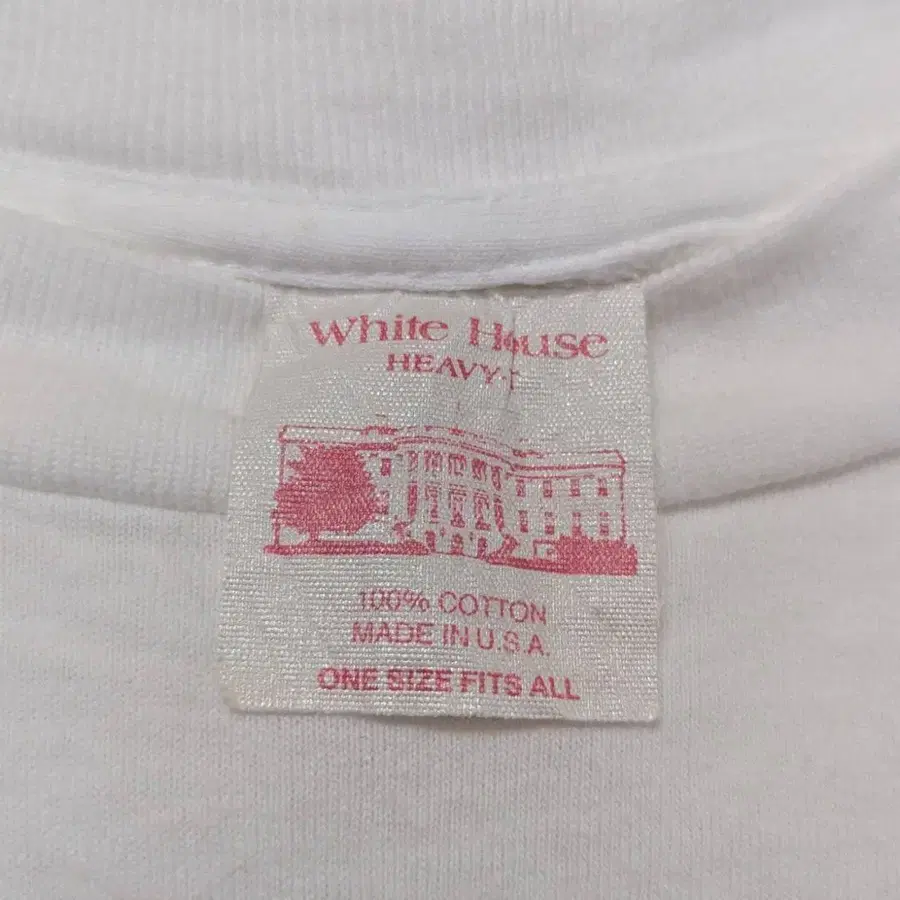 White House
HEAVY-T
100% COTTON
MADE IN U.S.A.
ONE SIZE FITS ALL